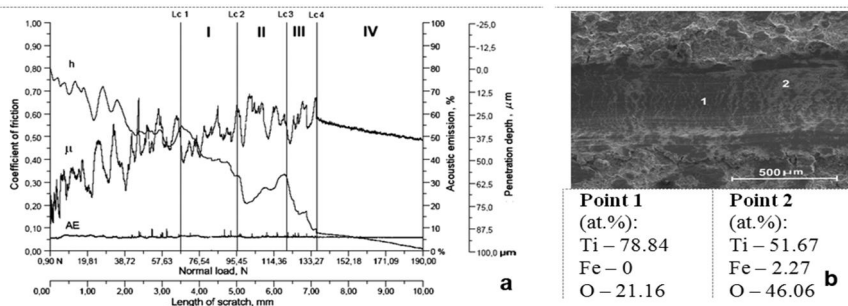 Lc 1 Lc 2 Lc 3 Lc 4
I II III IV
h
μ
AE
Coefficient of friction
1,00
0,90
0,80
0,70
0,60
0,50
0,40
0,30
0,20
0,10
0,00
100
90
80
70
60
50
40
30
20
10
0 %
Acoustic emission, %
-25,0
-12,5
0,0
12,5
25,0
37,5
50,0
62,5
75,0
87,5
100,0 μm
Penetration depth, μm
0,90 N 19,81 38,72 57,63 76,54 95,45 114,36 133,27 152,18 171,09 190,00
Normal load, N
0,00 1,00 2,00 3,00 4,00 5,00 6,00 7,00 8,00 9,00 10,00
Length of scratch, mm
a
1
2
500 μm
Point 1
(at.%):
Ti – 78.84
Fe – 0
O – 21.16
Point 2
(at.%):
Ti – 51.67
Fe – 2.27
O – 46.06
b